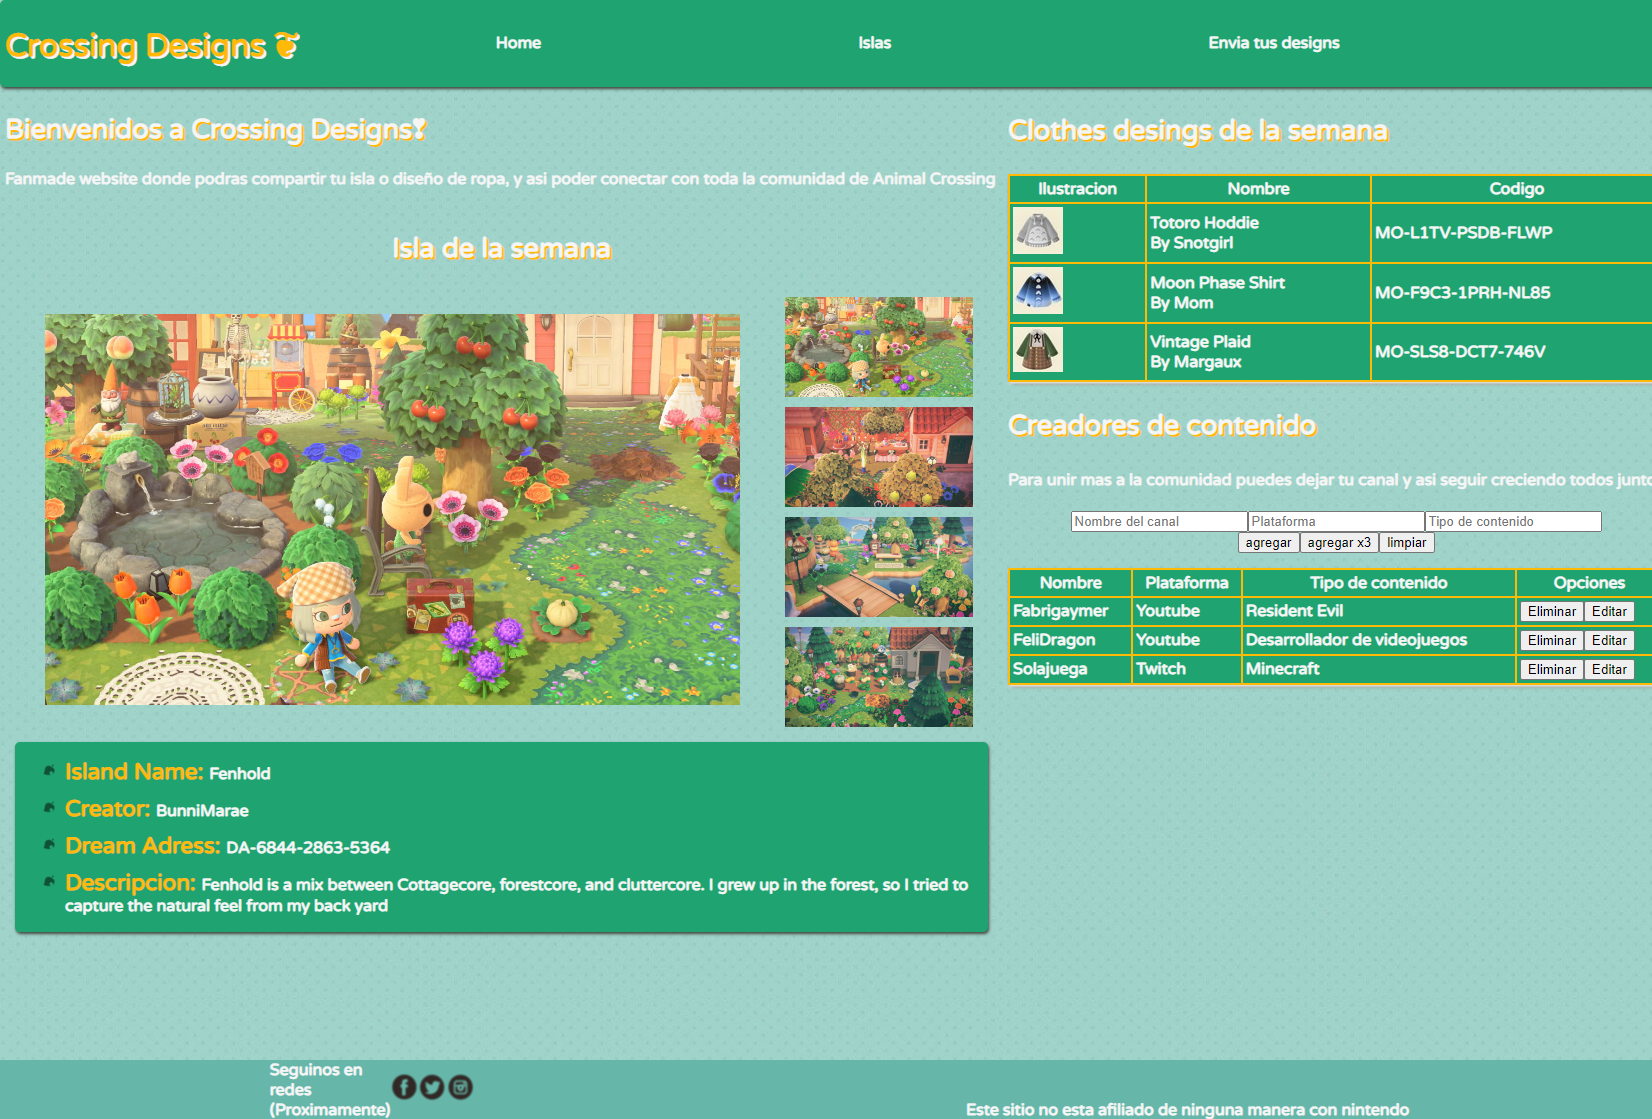 Crossing Designs ❦
Home
Islas
Envia tus designs
Bienvenidos a Crossing Designs❣
Fanmade website donde podras compartir tu isla o diseño de ropa, y asi poder conectar con toda la comunidad de Animal Crossing
Isla de la semana
Island Name: Fenhold
Creator: BunniMarae
Dream Adress: DA-6844-2863-5364
Descripcion: Fenhold is a mix between Cottagecore, forestcore, and cluttercore. I grew up in the forest, so I tried to
capture the natural feel from my back yard
Clothes desings de la semana
Ilustracion Nombre Codigo
Totoro Hoddie
By Snotgirl
MO-L1TV-PSDB-FLWP
Moon Phase Shirt
By Mom
MO-F9C3-1PRH-NL85
Vintage Plaid
By Margaux
MO-SLS8-DCT7-746V
Creadores de contenido
Para unir mas a la comunidad puedes dejar tu canal y asi seguir creciendo todos junto
Nombre del canal Plataforma Tipo de contenido
agregar agregar x3 limpiar
Nombre Plataforma Tipo de contenido Opciones
Fabrigaymer Youtube Resident Evil Eliminar Editar
FeliDragon Youtube Desarrollador de videojuegos Eliminar Editar
Solajuega Twitch Minecraft Eliminar Editar
Seguinos en
redes
(Proximamente)
Este sitio no esta afiliado de ninguna manera con nintendo